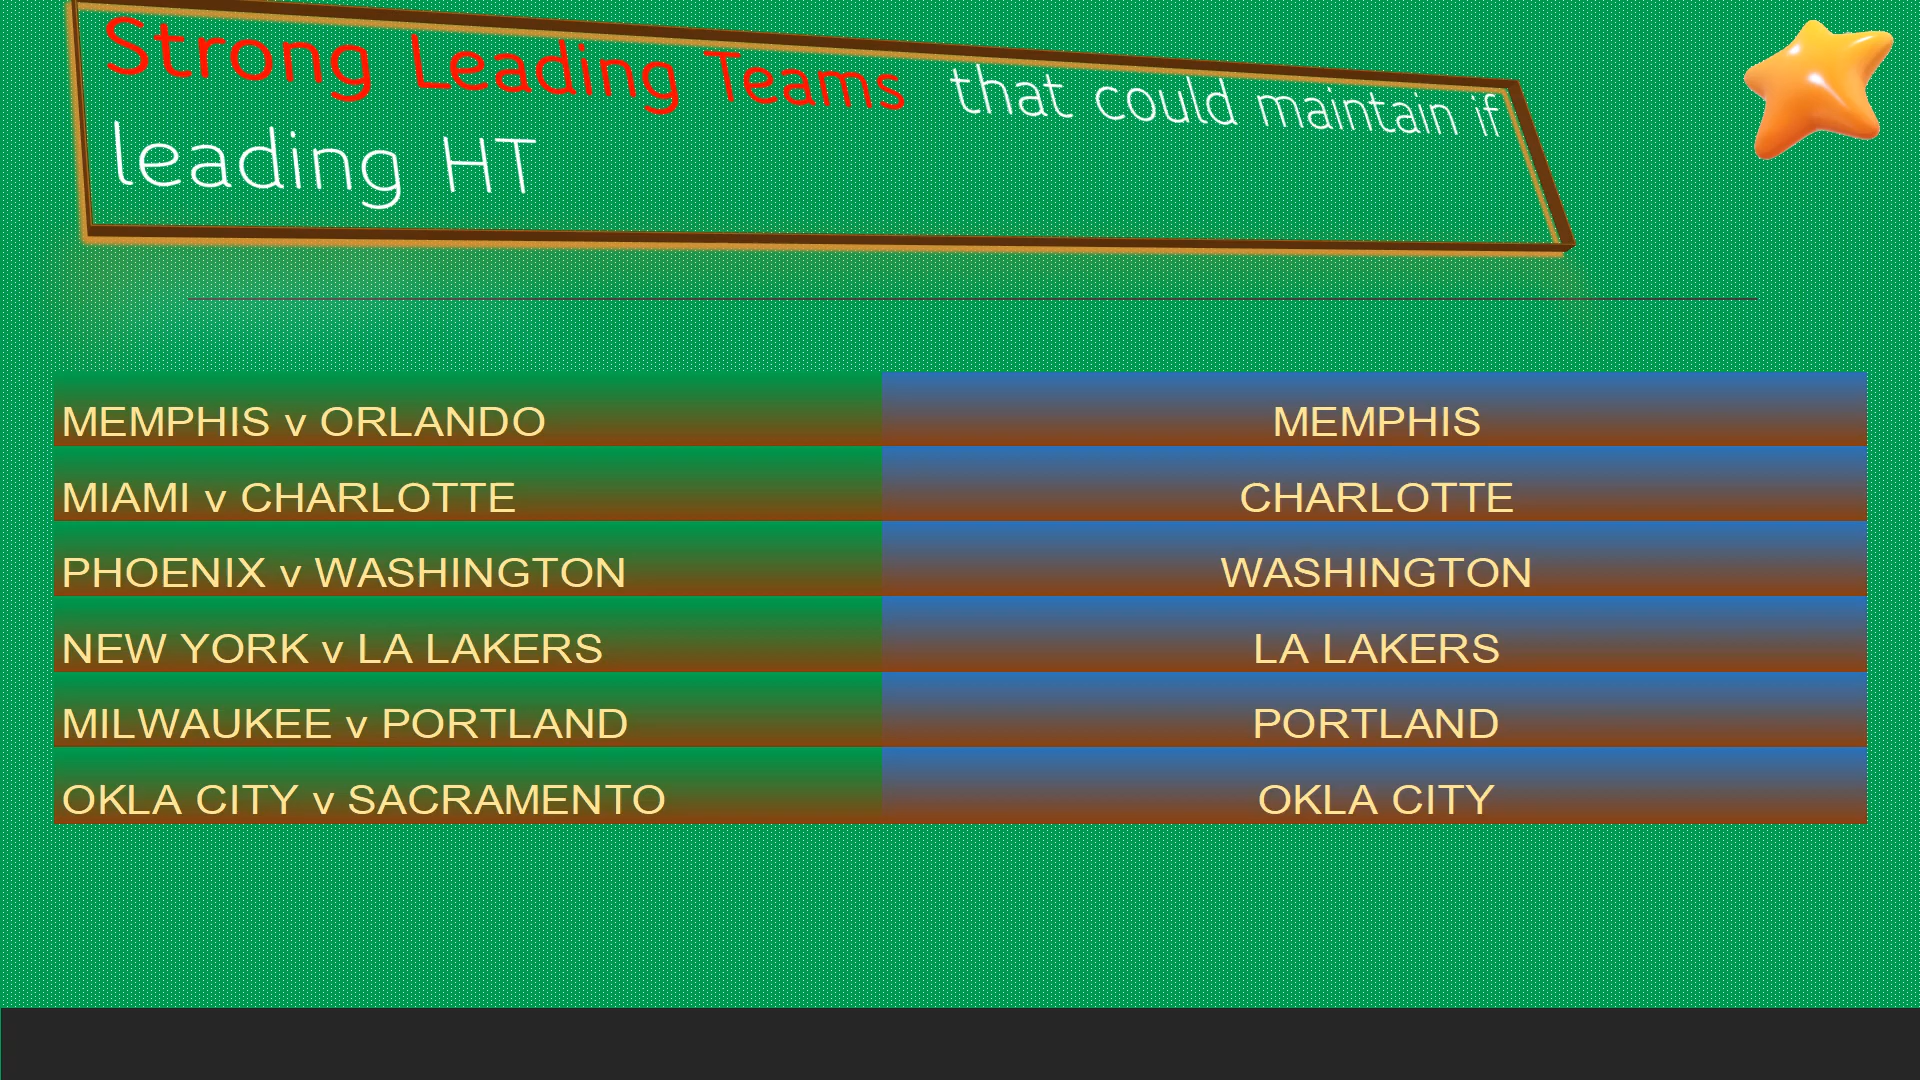 Strong Leading Teams that could maintain if
leading HT
MEMPHIS v ORLANDO MEMPHIS
MIAMI v CHARLOTTE CHARLOTTE
PHOENIX v WASHINGTON WASHINGTON
NEW YORK v LA LAKERS LA LAKERS
MILWAUKEE v PORTLAND PORTLAND
OKLA CITY v SACRAMENTO OKLA CITY